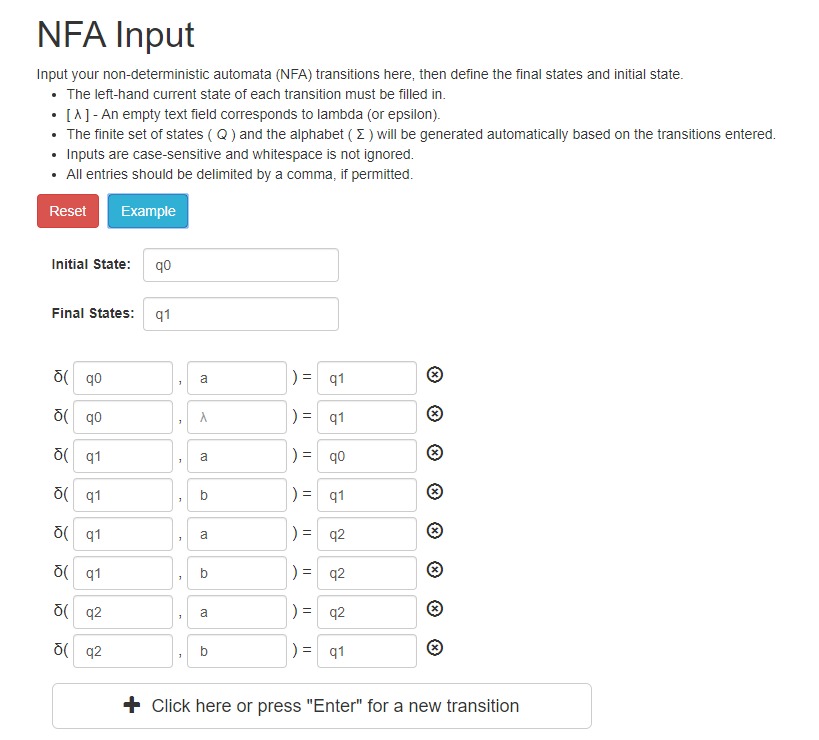 NFA Input
Input your non-deterministic automata (NFA) transitions here, then define the final states and initial state.
• The left-hand current state of each transition must be filled in.
• [ λ ] - An empty text field corresponds to lambda (or epsilon).
• The finite set of states ( Q ) and the alphabet ( Σ ) will be generated automatically based on the transitions entered.
• Inputs are case-sensitive and whitespace is not ignored.
• All entries should be delimited by a comma, if permitted.
Reset Example
Initial State: q0
Final States: q1
δ( q0 , a ) = q1
δ( q0 , λ ) = q1
δ( q1 , a ) = q0
δ( q1 , b ) = q1
δ( q1 , a ) = q2
δ( q1 , b ) = q2
δ( q2 , a ) = q2
δ( q2 , b ) = q1
Click here or press "Enter" for a new transition